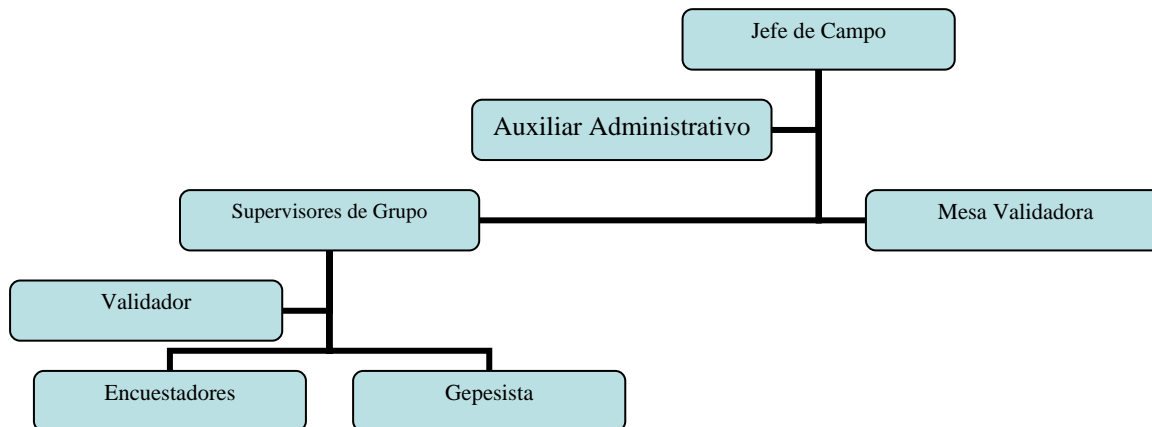 Jefe de Campo
Auxiliar Administrativo
Supervisores de Grupo
Mesa Validadora
Validador
Encuestadores
Gepesista